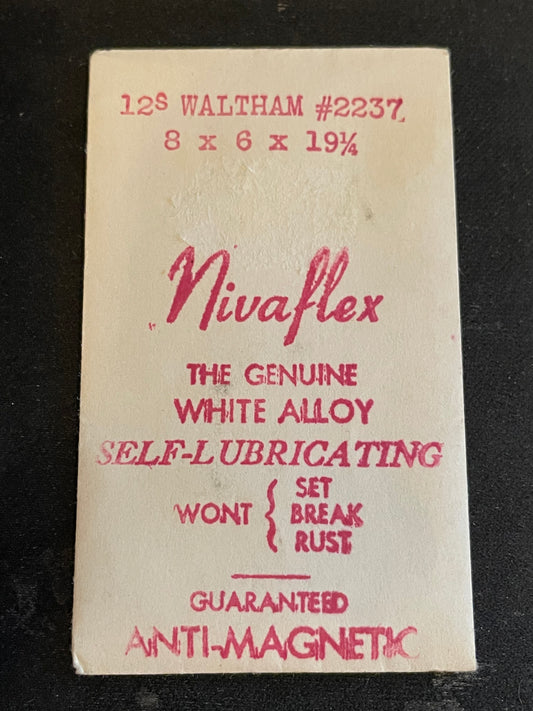 12S WALTHAM #2237
8 x 6 x 19¼
Nivaflex
THE GENUINE
WHITE ALLOY
SELF-LUBRICATING
WONT { SET
BREAK
RUST
GUARANTEED
ANTI-MAGNETIC